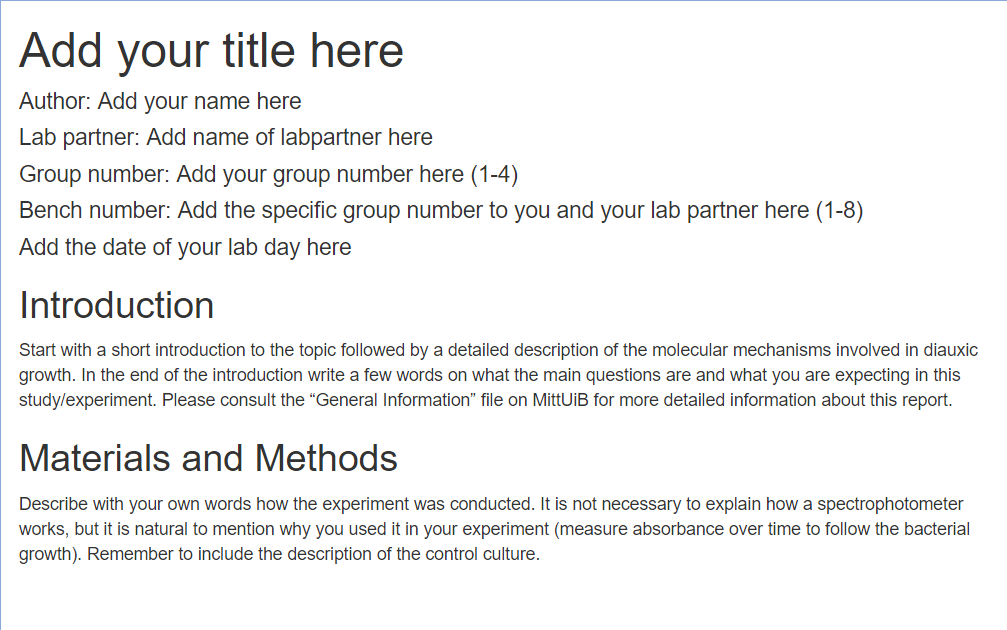 Add your title here
Author: Add your name here
Lab partner: Add name of labpartner here
Group number: Add your group number here (1-4)
Bench number: Add the specific group number to you and your lab partner here (1-8)
Add the date of your lab day here
Introduction
Start with a short introduction to the topic followed by a detailed description of the molecular mechanisms involved in diauxic
growth. In the end of the introduction write a few words on what the main questions are and what you are expecting in this
study/experiment. Please consult the “General Information” file on MittUiB for more detailed information about this report.
Materials and Methods
Describe with your own words how the experiment was conducted. It is not necessary to explain how a spectrophotometer
works, but it is natural to mention why you used it in your experiment (measure absorbance over time to follow the bacterial
growth). Remember to include the description of the control culture.